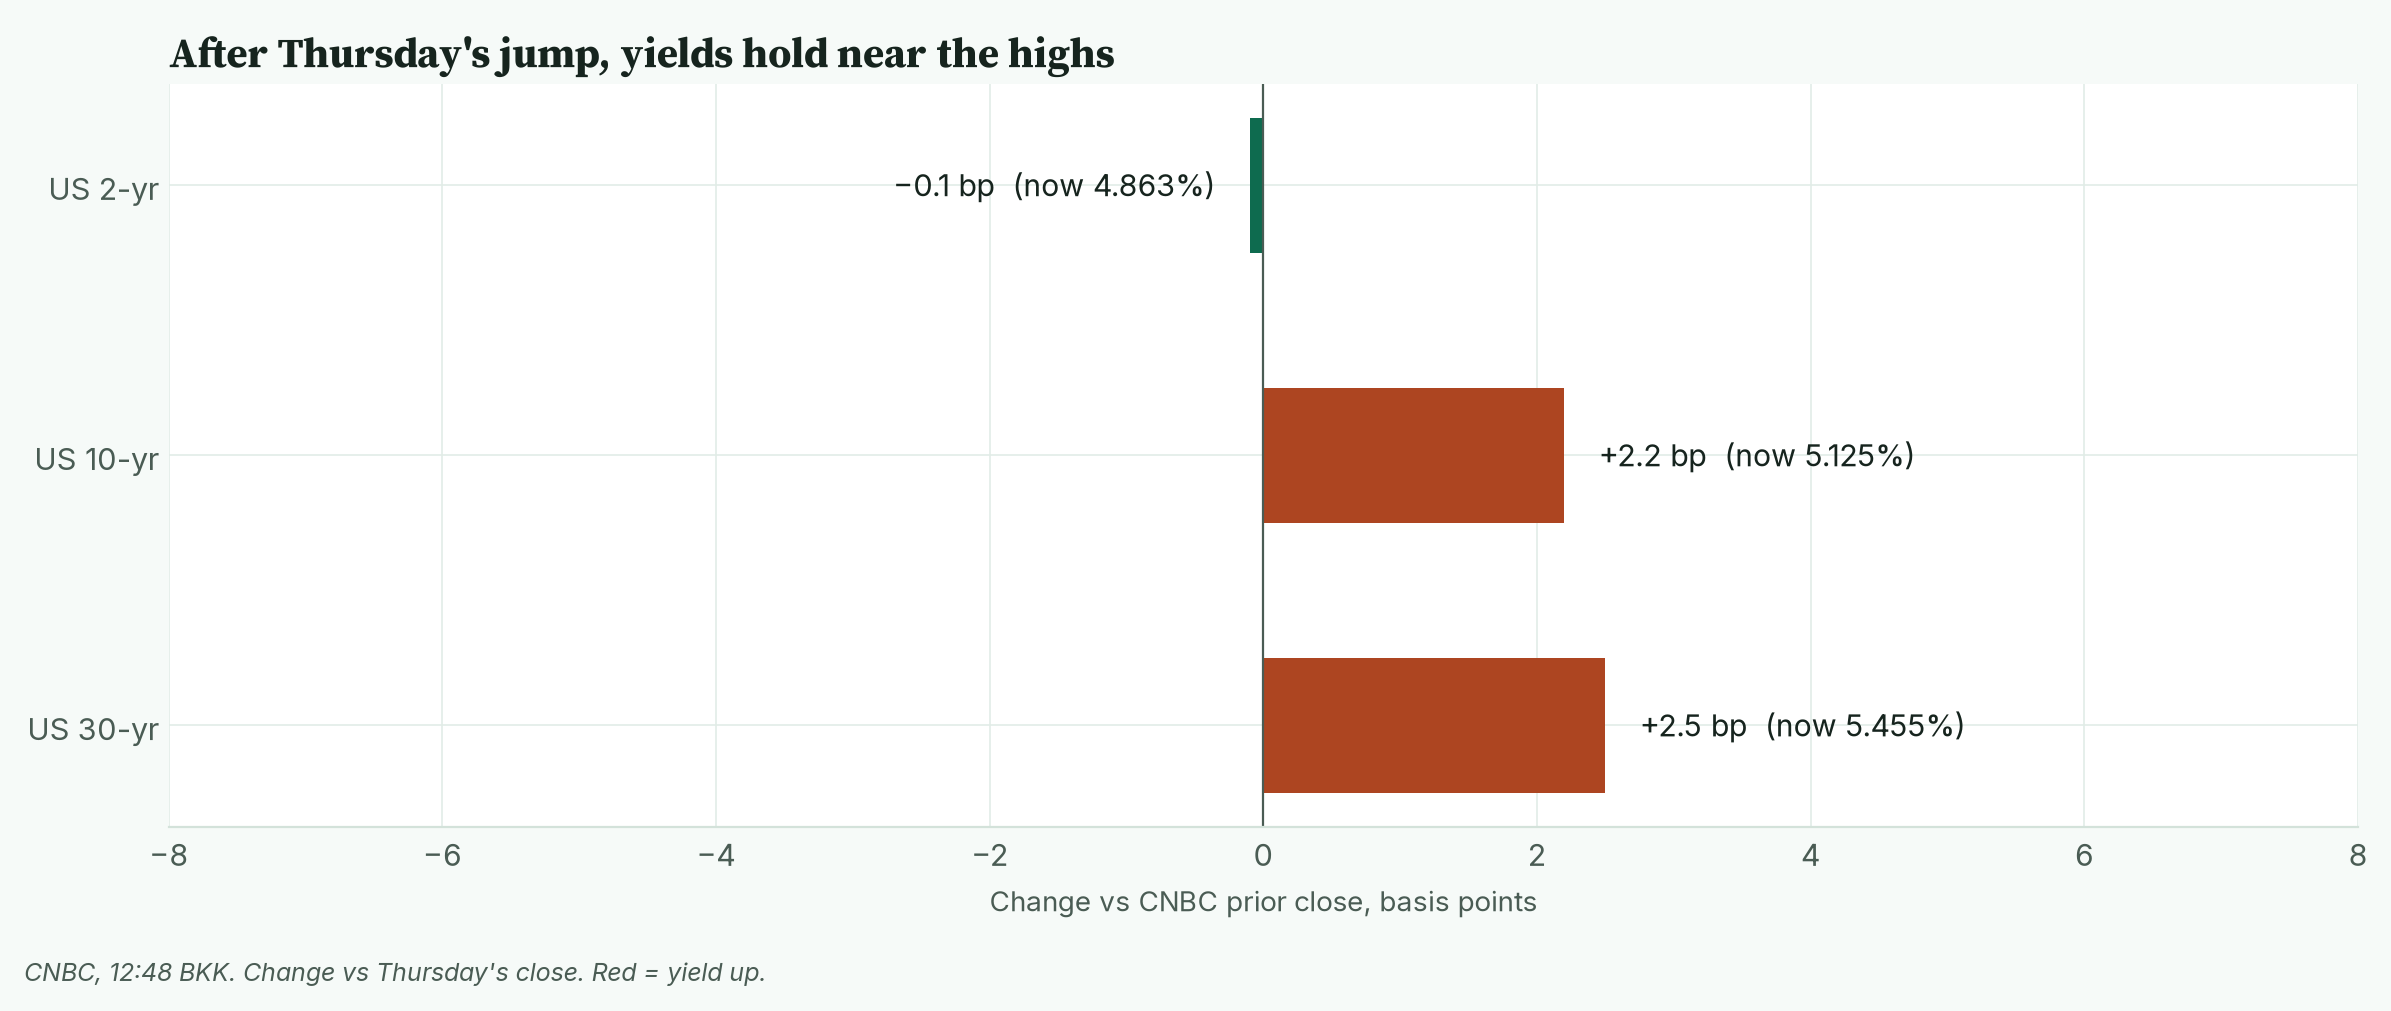 After Thursday's jump, yields hold near the highs
US 2-yr
−0.1 bp (now 4.863%)
US 10-yr
+2.2 bp (now 5.125%)
US 30-yr
+2.5 bp (now 5.455%)
−8 −6 −4 −2 0 2 4 6 8
Change vs CNBC prior close, basis points
CNBC, 12:48 BKK. Change vs Thursday's close. Red = yield up.